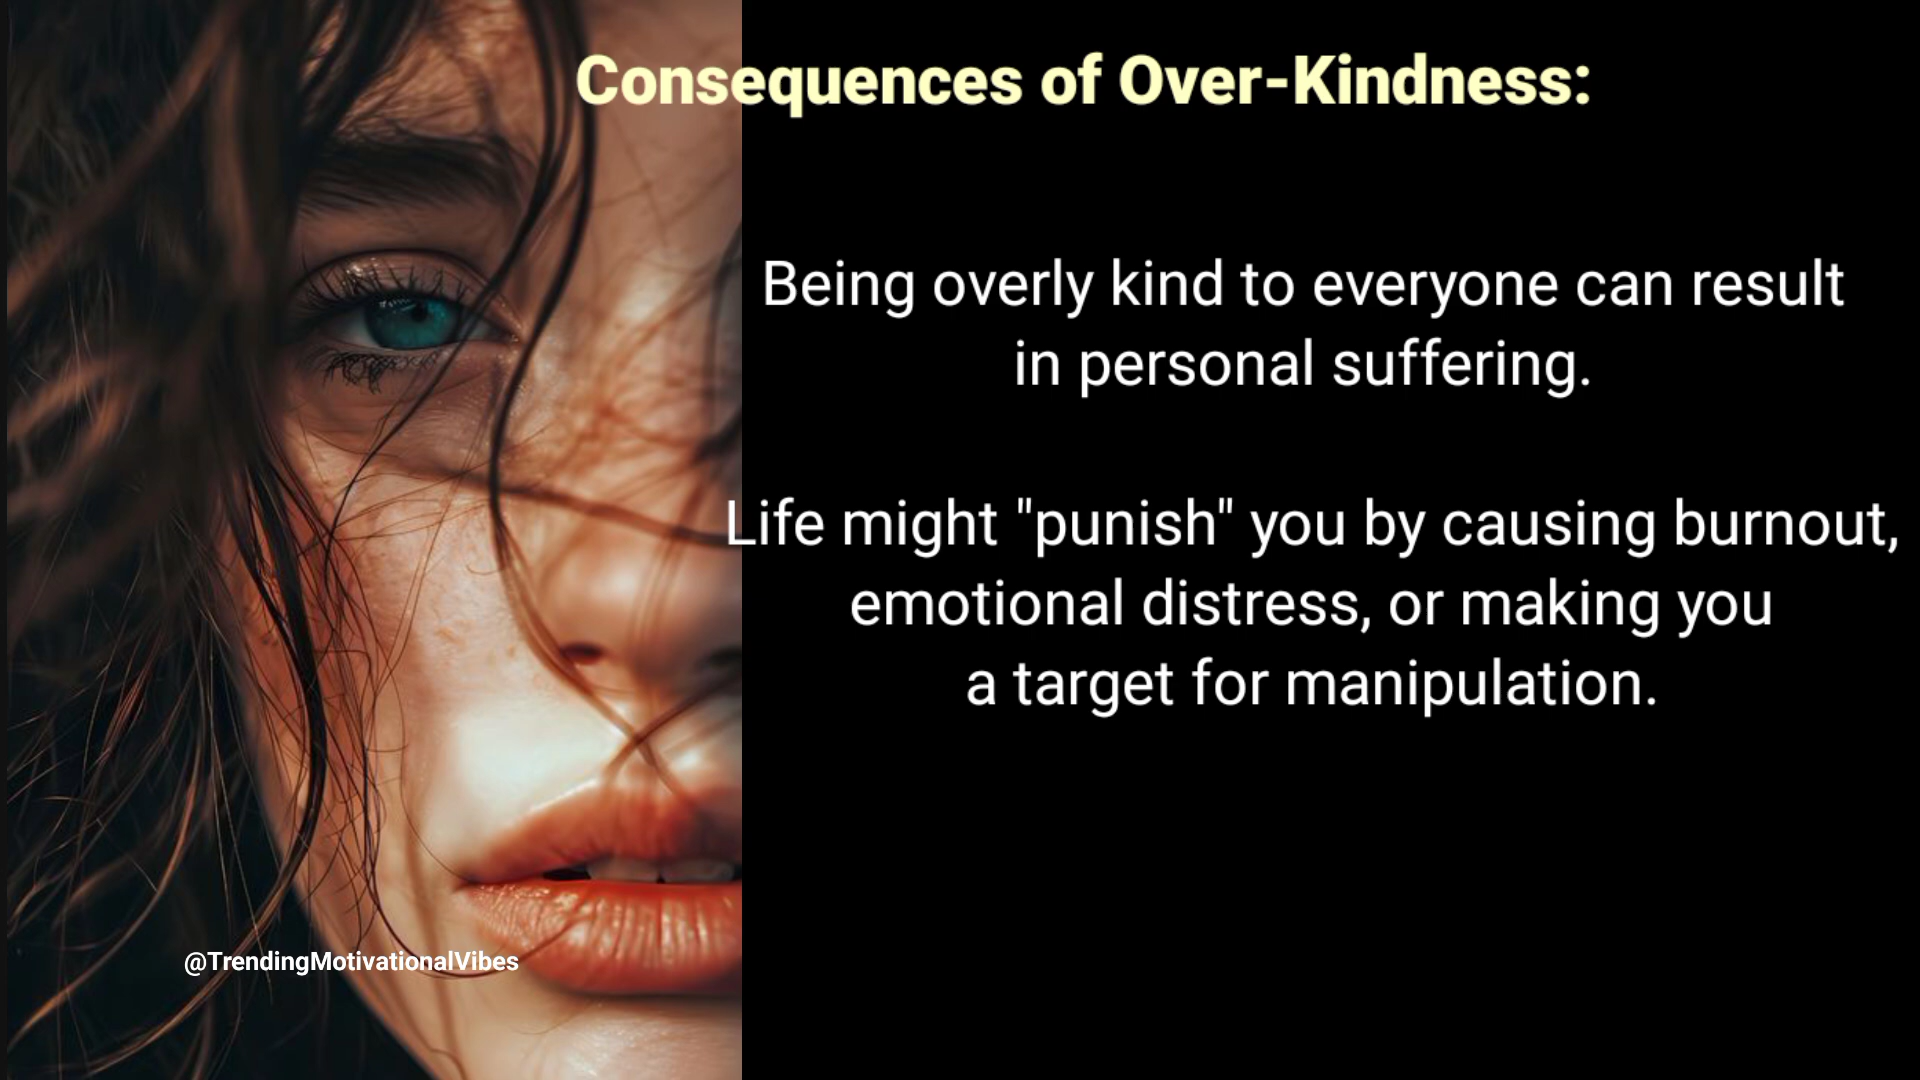 Consequences of Over-Kindness:
Being overly kind to everyone can result
in personal suffering.
Life might "punish" you by causing burnout,
emotional distress, or making you
a target for manipulation.
@TrendingMotivationalVibes